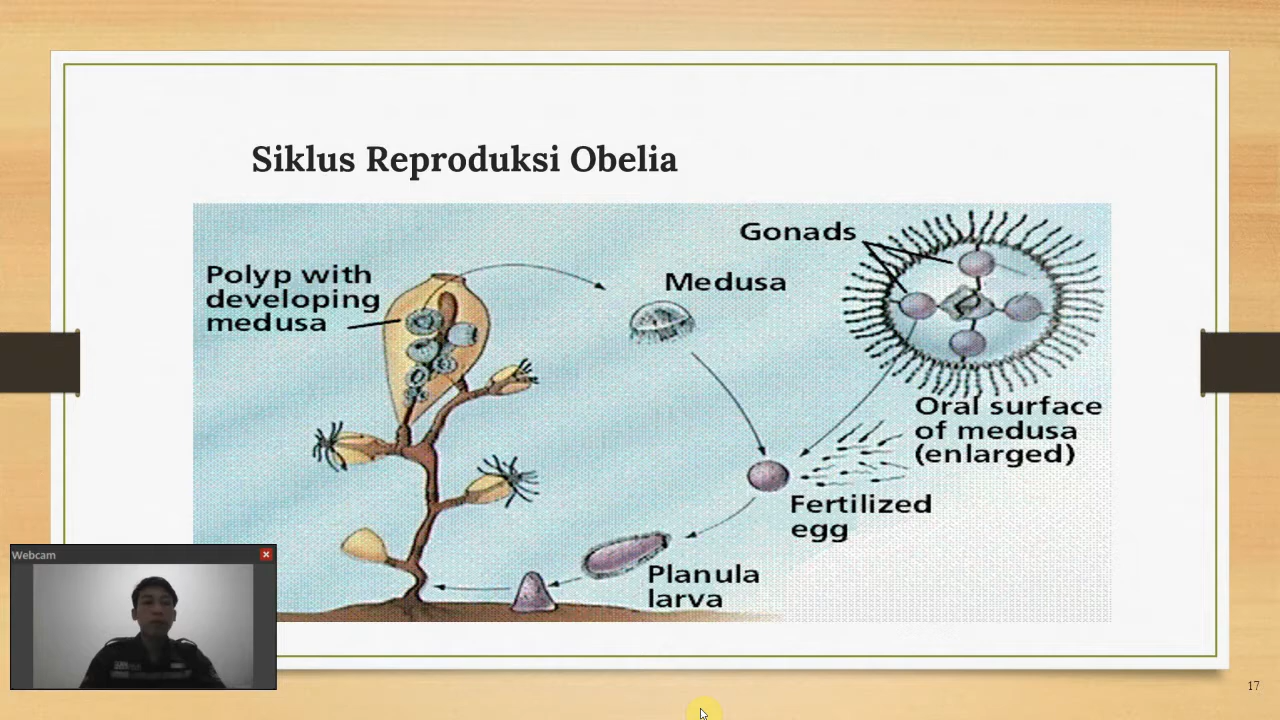 Siklus Reproduksi Obelia
Polyp with
developing
medusa
Medusa
Gonads
Oral surface
of medusa
(enlarged)
Fertilized
egg
Planula
larva
Webcam
17